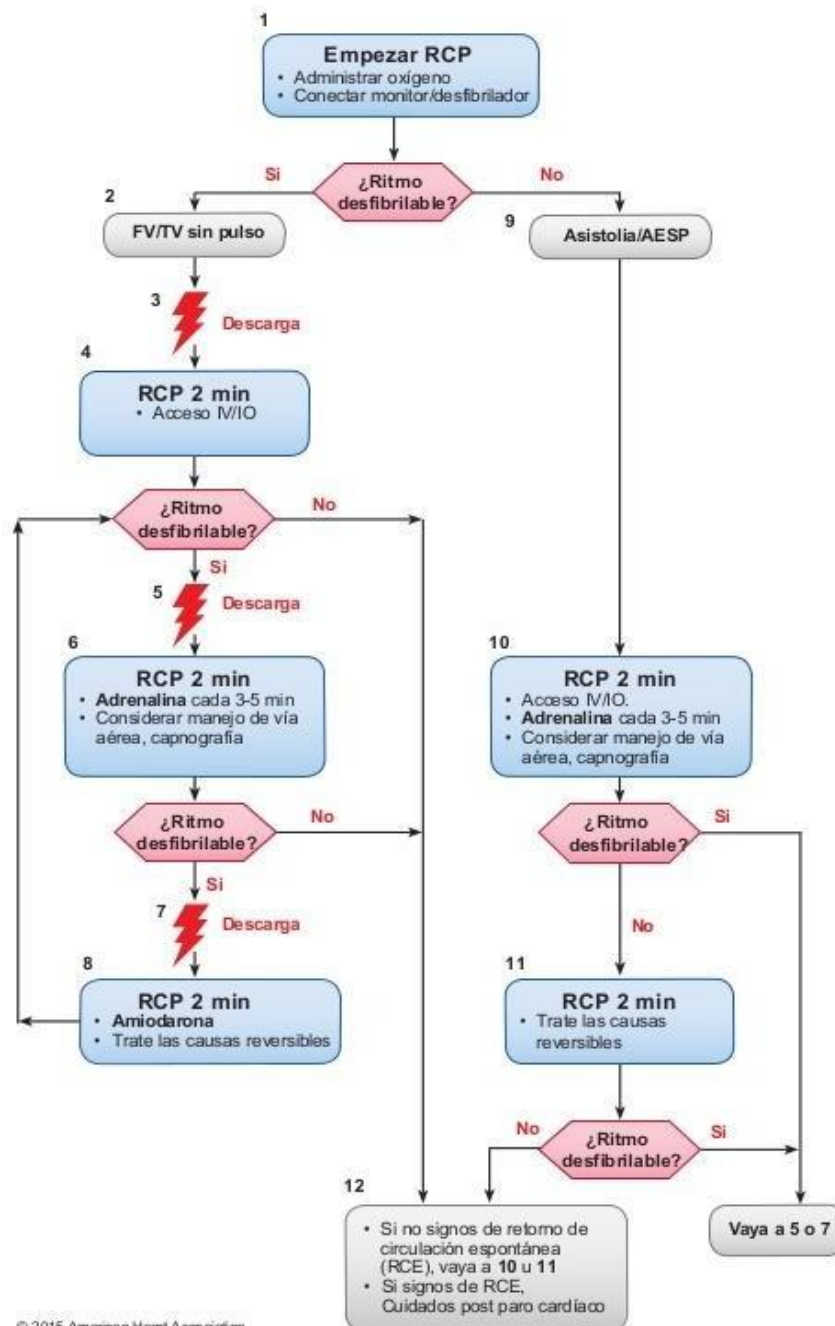 1
Empezar RCP
• Administrar oxígeno
• Conectar monitor/desfibrilador
¿Ritmo
desfibrilable?
Si
No
2
FV/TV sin pulso
9
Asistolia/AESP
3
Descarga
4
RCP 2 min
• Acceso IV/IO
¿Ritmo
desfibrilable?
No
Si
5
Descarga
6
RCP 2 min
• Adrenalina cada 3-5 min
• Considerar manejo de vía
aérea, capnografía
10
RCP 2 min
• Acceso IV/IO.
• Adrenalina cada 3-5 min
• Considerar manejo de vía
aérea, capnografía
¿Ritmo
desfibrilable?
No
Si
¿Ritmo
desfibrilable?
Si
No
7
Descarga
8
RCP 2 min
• Amiodarona
• Trate las causas reversibles
11
RCP 2 min
• Trate las causas
reversibles
No
¿Ritmo
desfibrilable?
Si
12
• Si no signos de retorno de
circulación espontánea
(RCE), vaya a 10 u 11
• Si signos de RCE,
Cuidados post paro cardíaco
Vaya a 5 o 7
© 2015 American Heart Association